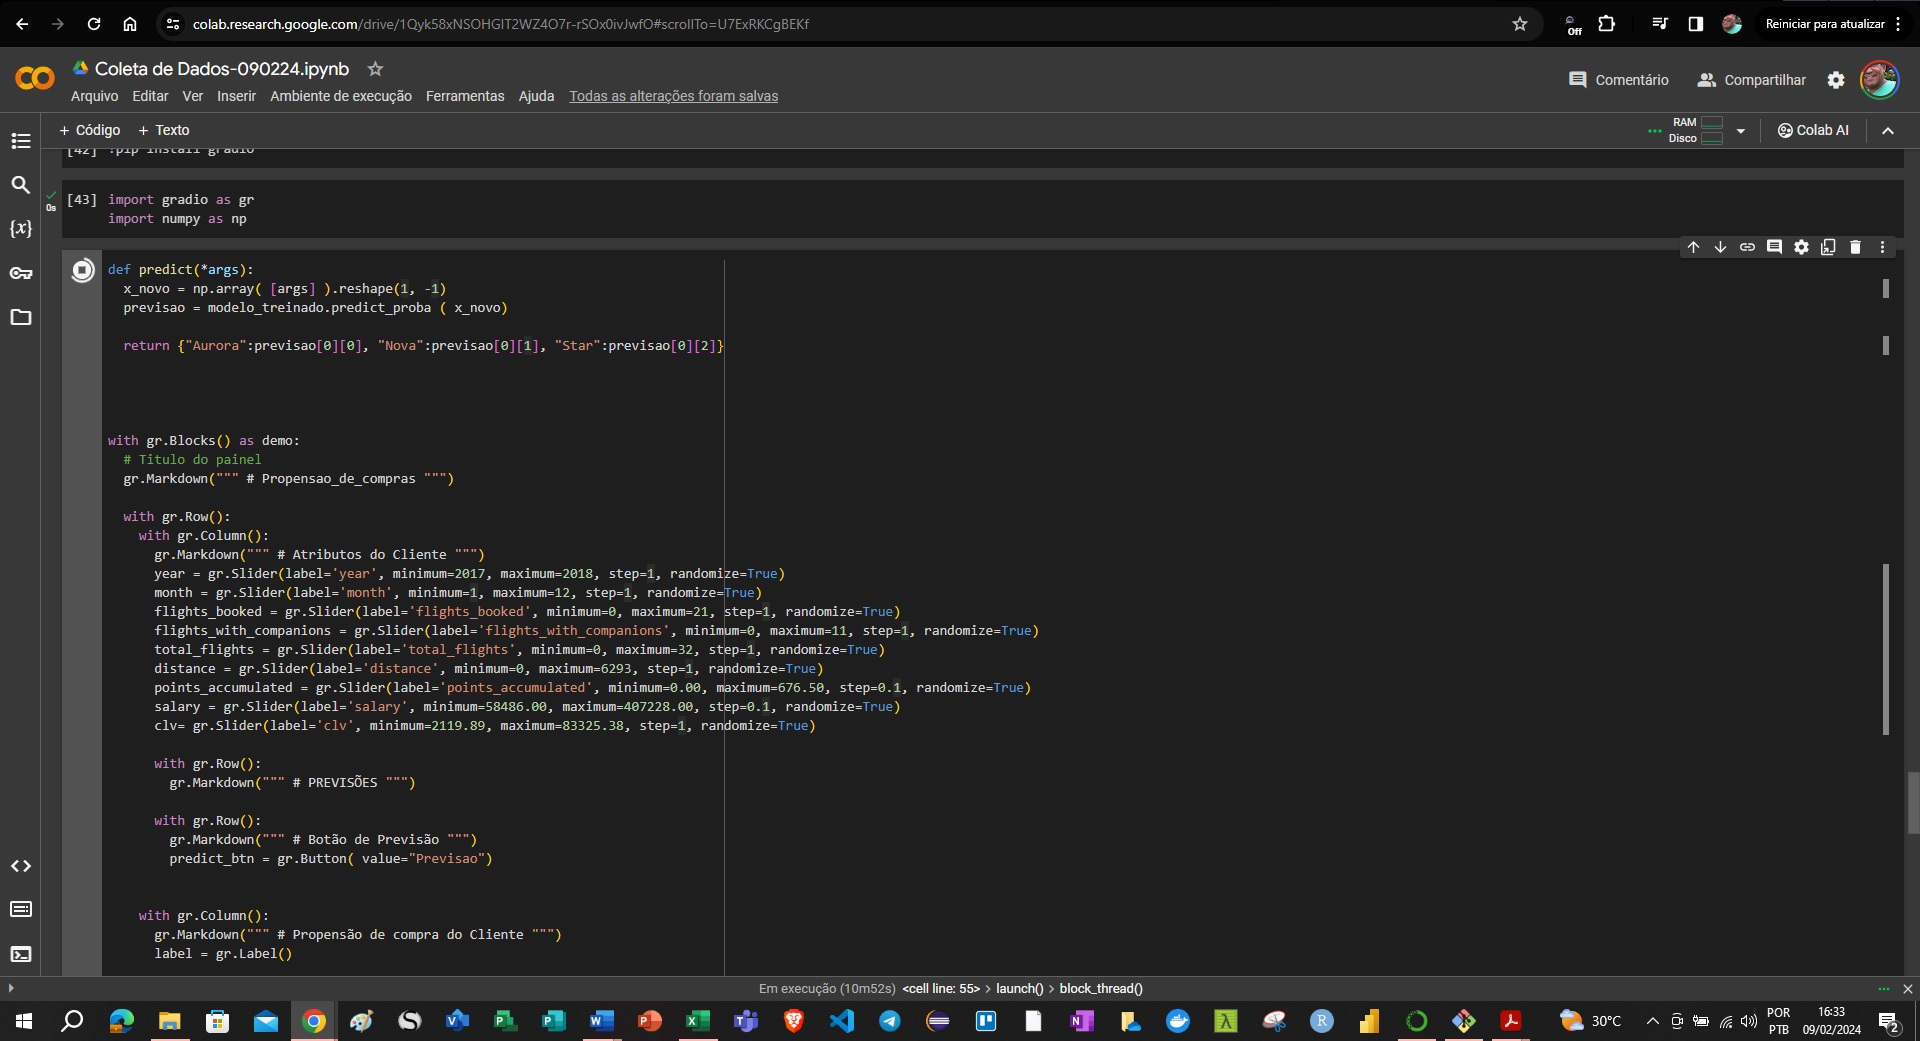 colab.research.google.com/drive/1Qyk58xNSOHGIT2WZ4O7r-rSOx0ivJwfO#scrollTo=U7ExRKCgBEKf
Off
Reiniciar para atualizar
CO
Coleta de Dados-090224.ipynb
Comentário
Compartilhar
Arquivo Editar Ver Inserir Ambiente de execução Ferramentas Ajuda Todas as alterações foram salvas
+ Código + Texto
RAM
Disco
Colab AI
[42] !pip install gradio
0s
[43] import gradio as gr
import numpy as np
{x}
def predict(*args):
x_novo = np.array( [args] ).reshape(1, -1)
previsao = modelo_treinado.predict_proba ( x_novo)
return {"Aurora":previsao[0][0], "Nova":previsao[0][1], "Star":previsao[0][2]}
with gr.Blocks() as demo:
# Titulo do painel
gr.Markdown(""" # Propensao_de_compras """)
with gr.Row():
with gr.Column():
gr.Markdown(""" # Atributos do Cliente """)
year = gr.Slider(label='year', minimum=2017, maximum=2018, step=1, randomize=True)
month = gr.Slider(label='month', minimum=1, maximum=12, step=1, randomize=True)
flights_booked = gr.Slider(label='flights_booked', minimum=0, maximum=21, step=1, randomize=True)
flights_with_companions = gr.Slider(label='flights_with_companions', minimum=0, maximum=11, step=1, randomize=True)
total_flights = gr.Slider(label='total_flights', minimum=0, maximum=32, step=1, randomize=True)
distance = gr.Slider(label='distance', minimum=0, maximum=6293, step=1, randomize=True)
points_accumulated = gr.Slider(label='points_accumulated', minimum=0.00, maximum=676.50, step=0.1, randomize=True)
salary = gr.Slider(label='salary', minimum=58486.00, maximum=407228.00, step=0.1, randomize=True)
clv= gr.Slider(label='clv', minimum=2119.89, maximum=83325.38, step=1, randomize=True)
with gr.Row():
gr.Markdown(""" # PREVISÕES """)
with gr.Row():
gr.Markdown(""" # Botão de Previsão """)
predict_btn = gr.Button( value="Previsao")
with gr.Column():
gr.Markdown(""" # Propensão de compra do Cliente """)
label = gr.Label()
Em execução (10m52s) <cell line: 55> > launch() > block_thread()
30°C
POR
PTB
16:33
09/02/2024
2